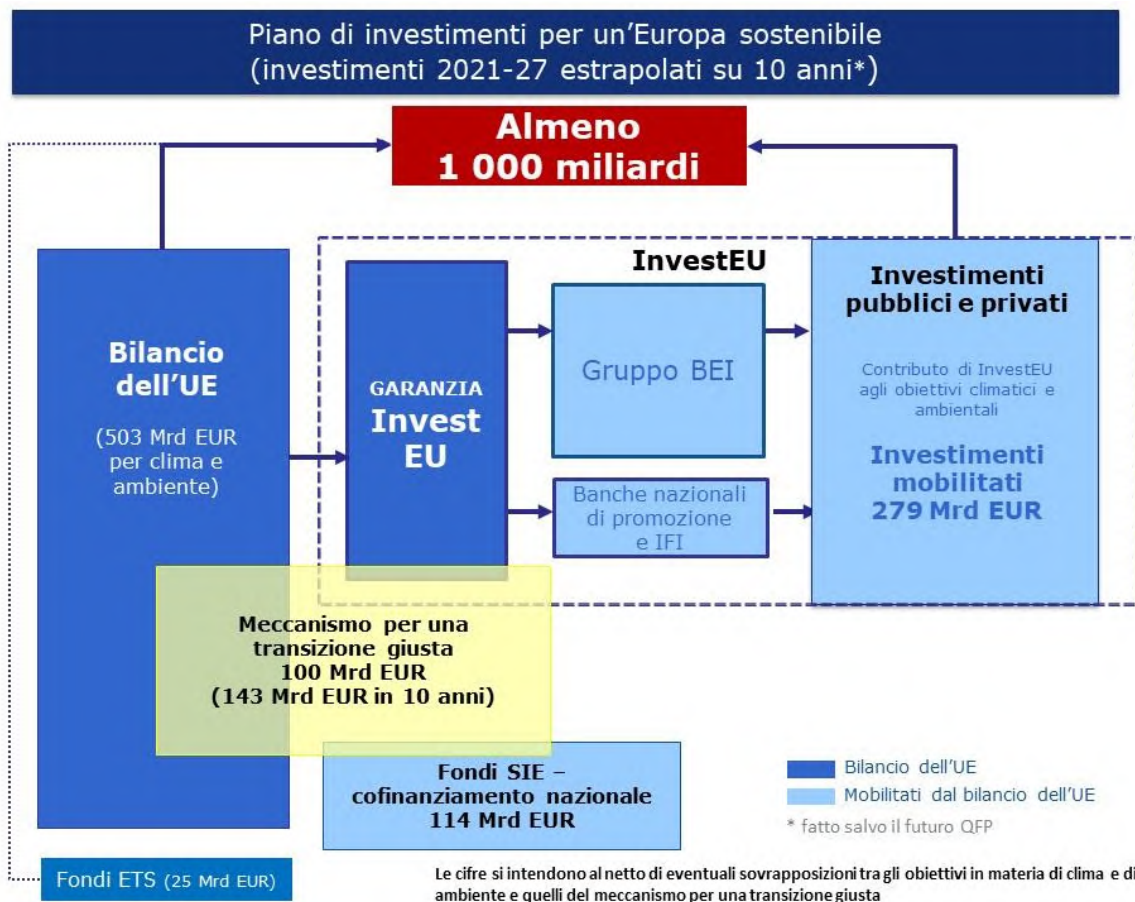 Piano di investimenti per un'Europa sostenibile
(investimenti 2021-27 estrapolati su 10 anni*)
Almeno
1 000 miliardi
Bilancio
dell'UE
(503 Mrd EUR
per clima e
ambiente)
GARANZIA
Invest
EU
InvestEU
Gruppo BEI
Banche nazionali
di promozione
e IFI
Investimenti
pubblici e privati
Contributo di InvestEU
agli obiettivi climatici e
ambientali
Investimenti
mobilitati
279 Mrd EUR
Meccanismo per una
transizione giusta
100 Mrd EUR
(143 Mrd EUR in 10 anni)
Fondi SIE –
cofinanziamento nazionale
114 Mrd EUR
Bilancio dell'UE
Mobilitati dal bilancio dell'UE
* fatto salvo il futuro QFP
Fondi ETS (25 Mrd EUR)
Le cifre si intendono al netto di eventuali sovrapposizioni tra gli obiettivi in materia di clima e di
ambiente e quelli del meccanismo per una transizione giusta